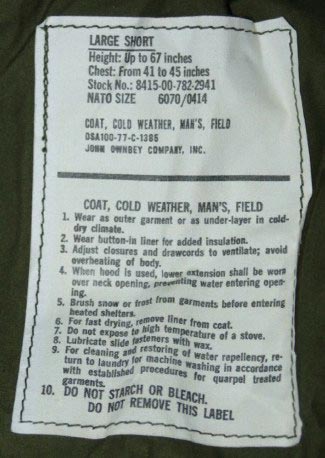 LARGE SHORT
Height: Up to 67 inches
Chest: From 41 to 45 inches
Stock No.: 8415-00-782-2941
NATO SIZE 6070/0414
COAT, COLD WEATHER, MAN'S, FIELD
DSA100-77-C-1385
JOHN OWNBEY COMPANY, INC.
COAT, COLD WEATHER, MAN'S, FIELD
1. Wear as outer garment or as under-layer in cold-
dry climate.
2. Wear button-in liner for added insulation.
3. Adjust closures and drawcords to ventilate; avoid
overheating of body.
4. When hood is used, lower extension shall be worn
over neck opening, preventing water entering open-
ing.
5. Brush snow or frost from garments before entering
heated shelters.
6. For fast drying, remove liner from coat.
7. Do not expose to high temperature of a stove.
8. Lubricate slide fasteners with wax.
9. For cleaning and restoring of water repellency, re-
turn to laundry for machine washing in accordance
with established procedures for quarpel treated
garments.
10. DO NOT STARCH OR BLEACH.
DO NOT REMOVE THIS LABEL